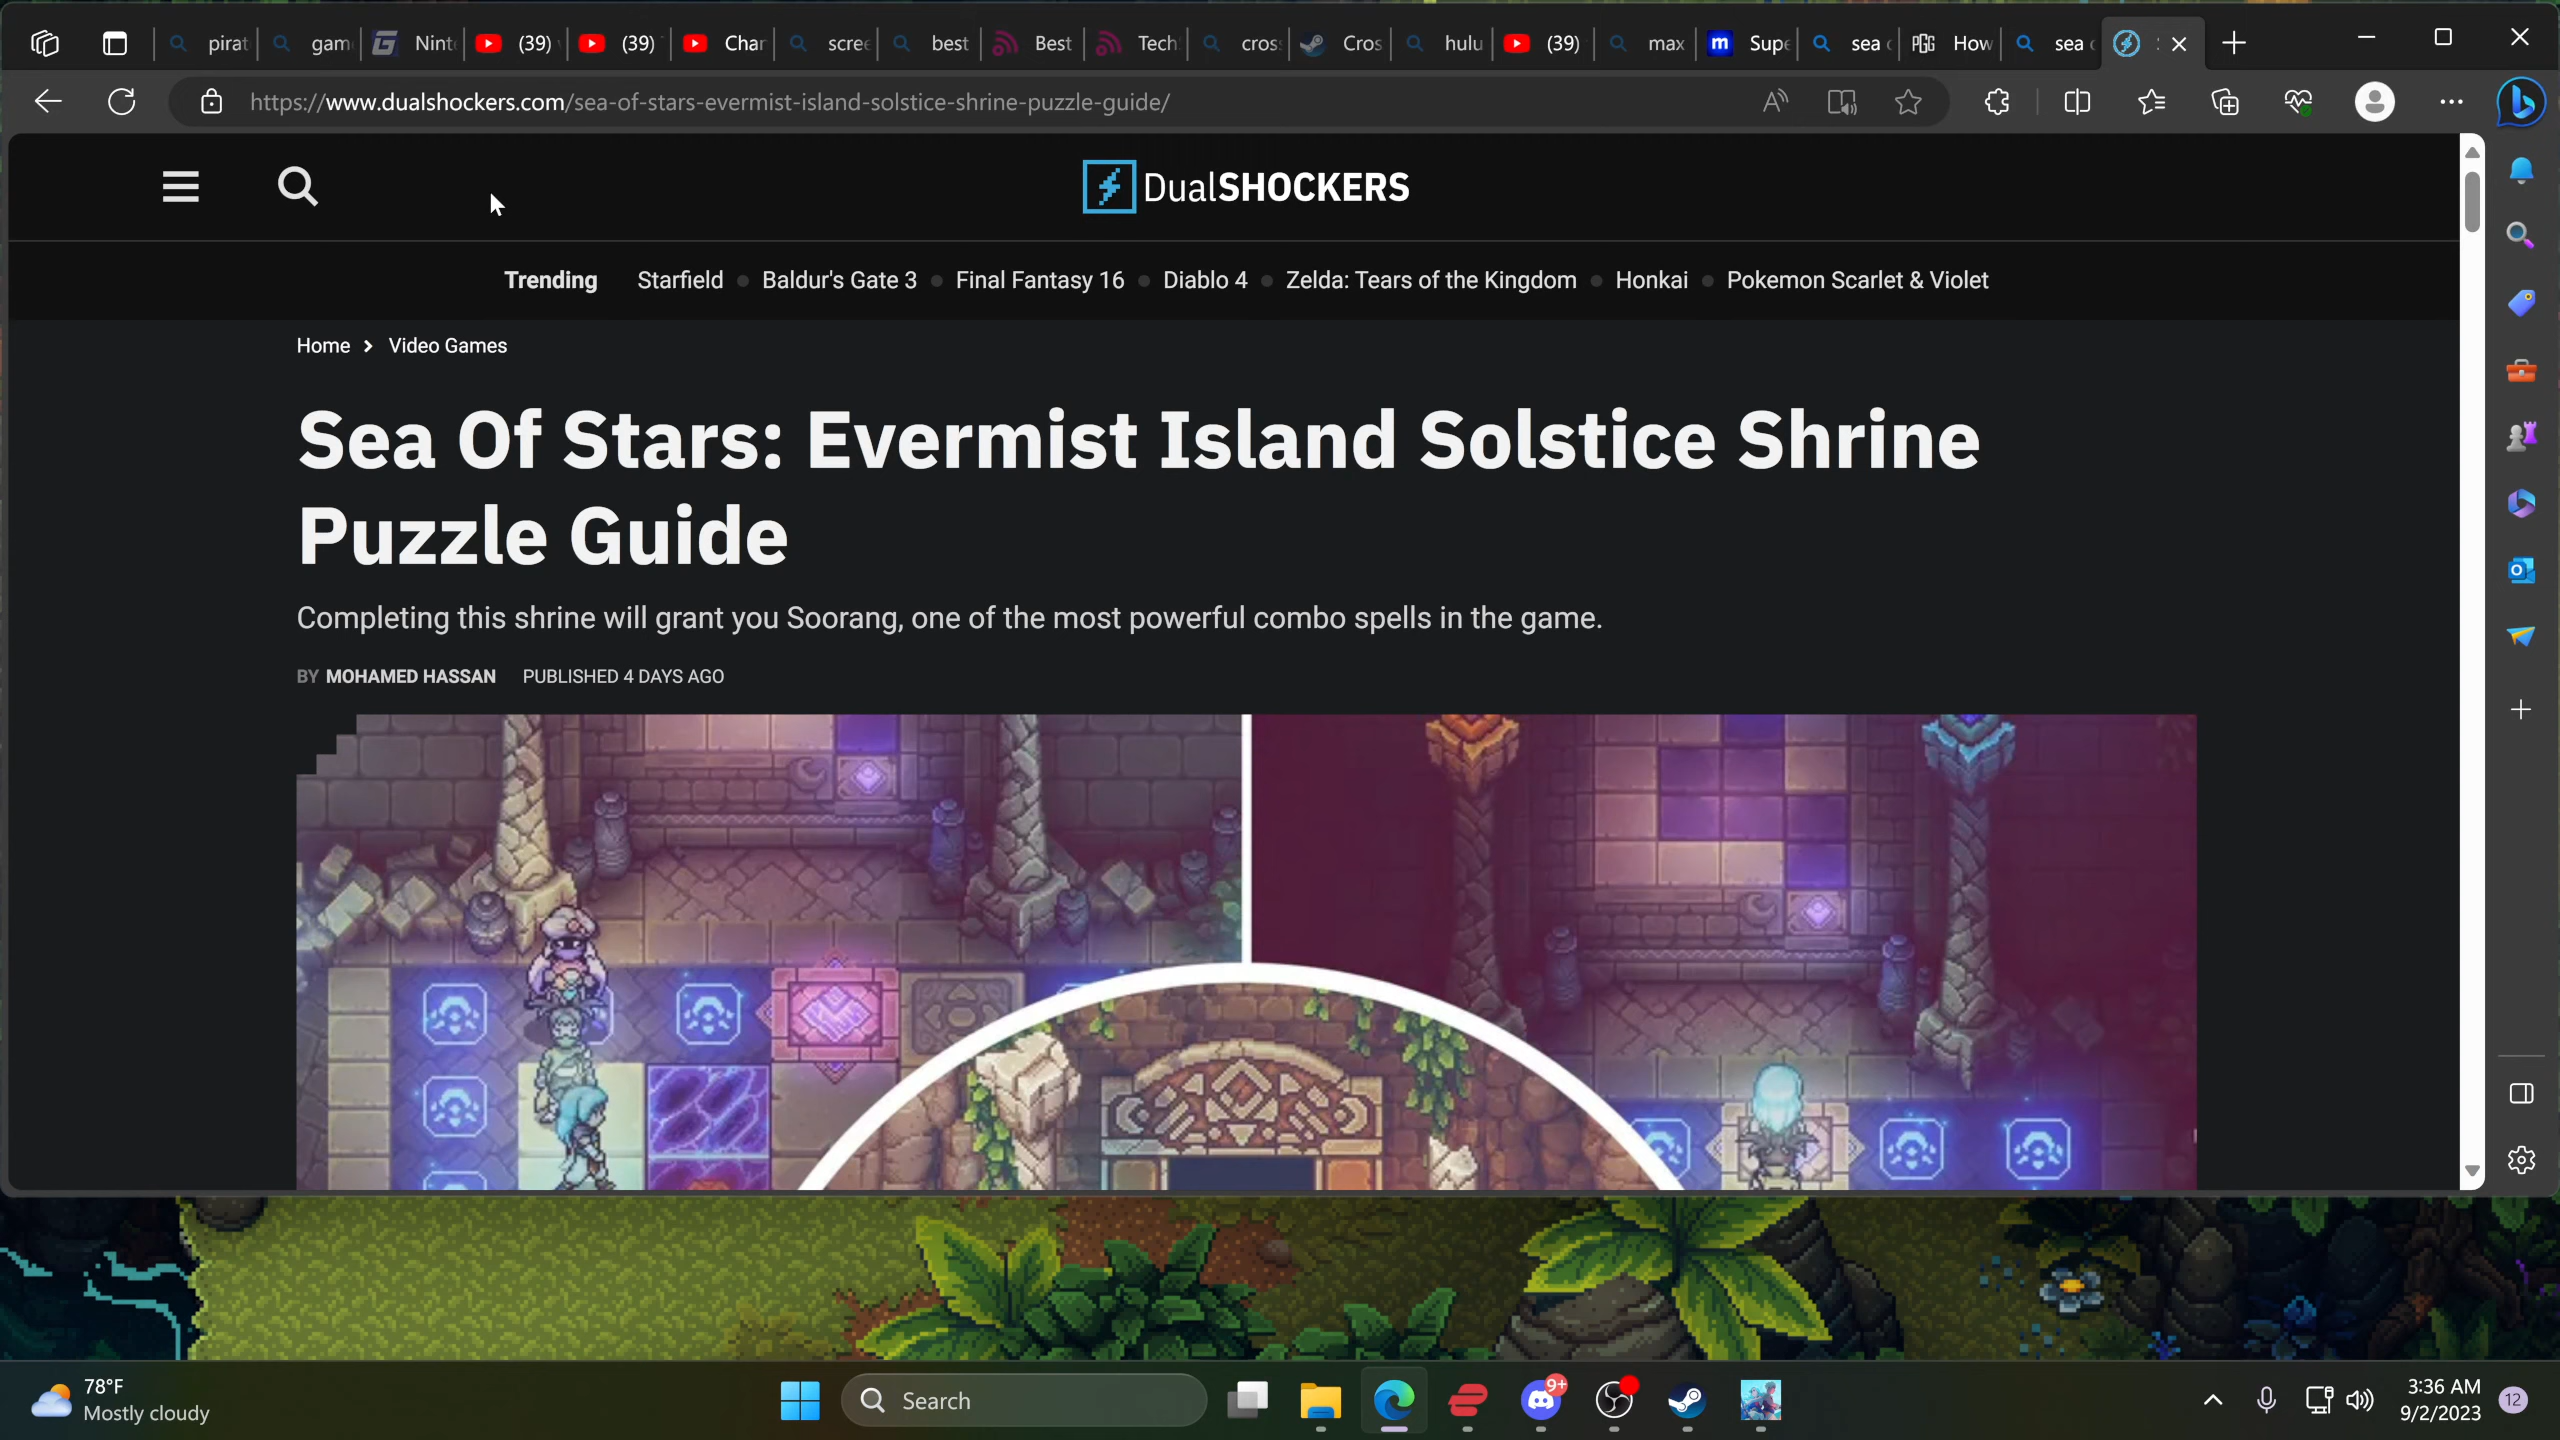 pirat
gam
Nint
(39)
(39)
Char
scree
best
Best
Tech
cros
Cros
hulu
(39)
max
m
Supe
sea
PGG
How
sea
https://www.dualshockers.com/sea-of-stars-evermist-island-solstice-shrine-puzzle-guide/
DualSHOCKERS
Trending Starfield Baldur's Gate 3 Final Fantasy 16 Diablo 4 Zelda: Tears of the Kingdom Honkai Pokemon Scarlet & Violet
Home > Video Games
Sea Of Stars: Evermist Island Solstice Shrine
Puzzle Guide
Completing this shrine will grant you Soorang, one of the most powerful combo spells in the game.
BY MOHAMED HASSAN PUBLISHED 4 DAYS AGO
78°F
Mostly cloudy
Search
9+
3:36 AM
9/2/2023
12